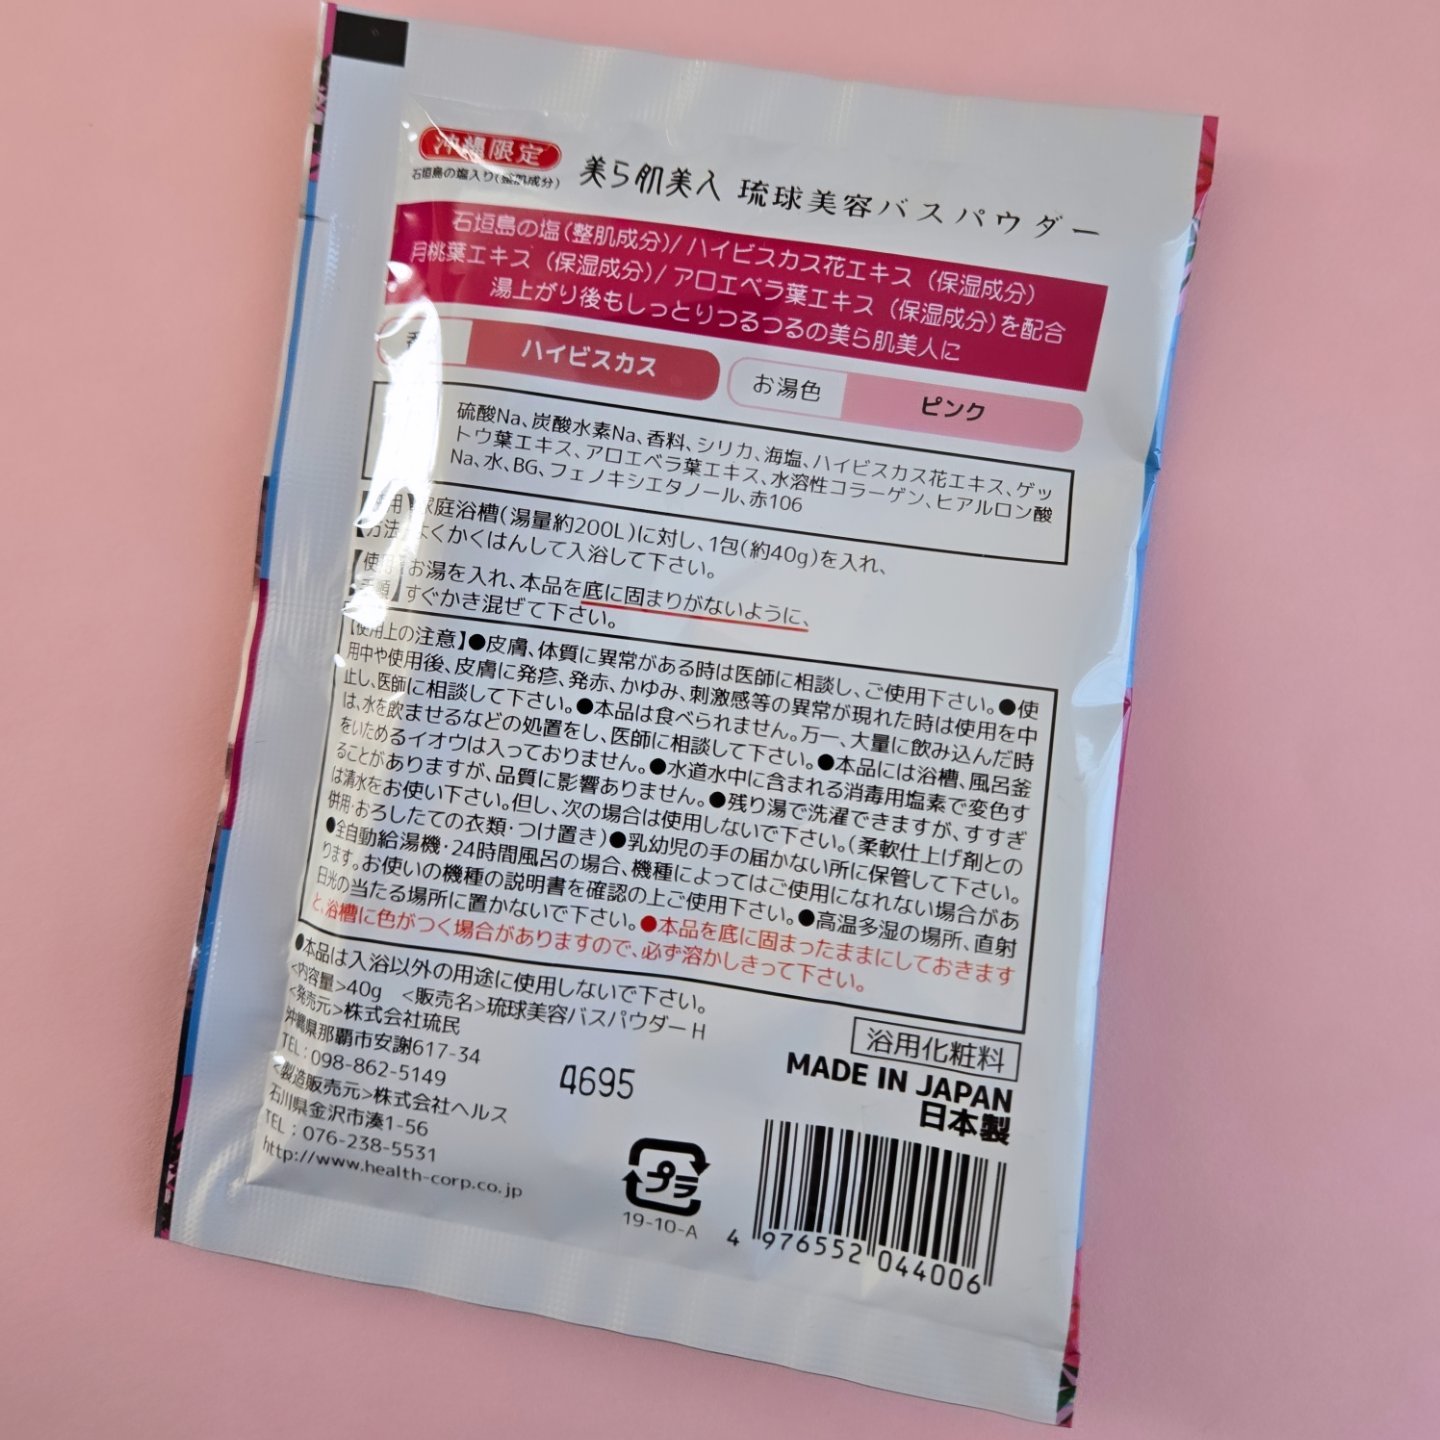 沖縄限定
石垣島の塩入り(整肌成分)
美ら肌美人 琉球美容バスパウダー
石垣島の塩(整肌成分)/ハイビスカス花エキス(保湿成分)
月桃葉エキス(保湿成分)/アロエベラ葉エキス(保湿成分)を配合
湯上がり後もしっとりつるつるの美ら肌美人に
香 ハイビスカス
お湯色 ピンク
硫酸Na、炭酸水素Na、香料、シリカ、海塩、ハイビスカス花エキス、ゲッ
トウ葉エキス、アロエベラ葉エキス、水溶性コラーゲン、ヒアルロン酸
Na、水、BG、フェノキシエタノール、赤106
用 家庭浴槽(湯量約200L)に対し、1包(約40g)を入れ、
方法 よくかくはんして入浴して下さい。
【使用 お湯を入れ、本品を底に固まりがないように、
すぐかき混ぜて下さい。
【使用上の注意】●皮膚、体質に異常がある時は医師に相談し、ご使用下さい。●使
用中や使用後、皮膚に発疹、発赤、かゆみ、刺激感等の異常が現れた時は使用を中
止し、医師に相談して下さい。●本品は食べられません。万一、大量に飲み込んだ時
は、水を飲ませるなどの処置をし、医師に相談して下さい。●本品には浴槽、風呂釜
をいためるイオウは入っておりません。●水道水中に含まれる消毒用塩素で変色す
ることがありますが、品質に影響ありません。●残り湯で洗濯できますが、すすぎ
は清水をお使い下さい。但し、次の場合は使用しないで下さい。(柔軟仕上げ剤との
併用・おろしたての衣類・つけ置き)●乳幼児の手の届かない所に保管して下さい。
●全自動給湯機・24時間風呂の場合、機種によってはご使用になれない場合があ
ります。お使いの機種の説明書を確認の上ご使用下さい。●高温多湿の場所、直射
日光の当たる場所に置かないで下さい。●本品を底に固まったままにしておきます
と、浴槽に色がつく場合がありますので、必ず溶かしきって下さい。
●本品は入浴以外の用途に使用しないで下さい。
<内容量>40g <販売名>琉球美容バスパウダーH
<発売元>株式会社琉民
沖縄県那覇市安謝617-34
TEL:098-862-5149
<製造販売元>株式会社ヘルス
石川県金沢市湊1-56
TEL:076-238-5531
http://www.health-corp.co.jp
4695
浴用化粧料
MADE IN JAPAN
日本製
プラ
19-10-A
4 976552 044006